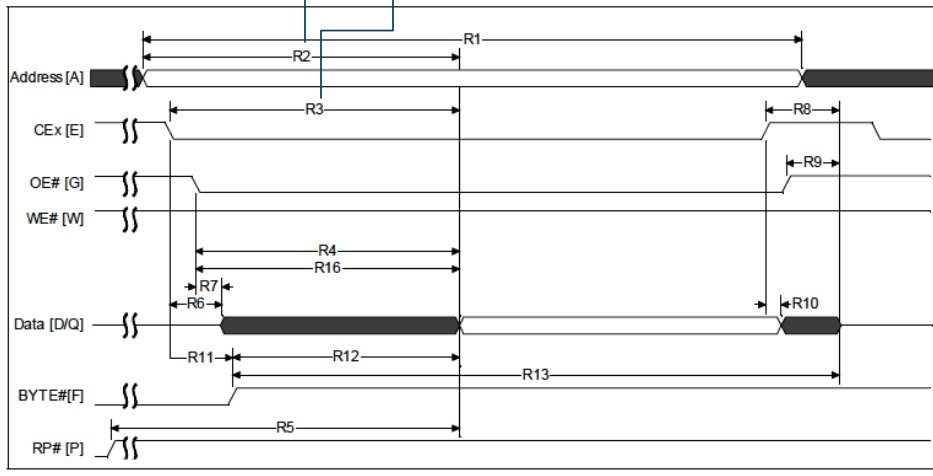 R1
R2
Address [A]
R3
R8
CEx [E]
R9
OE# [G]
WE# [W]
R4
R16
R7
R6
R10
Data [D/Q]
R11
R12
R13
BYTE#[F]
R5
RP# [P]